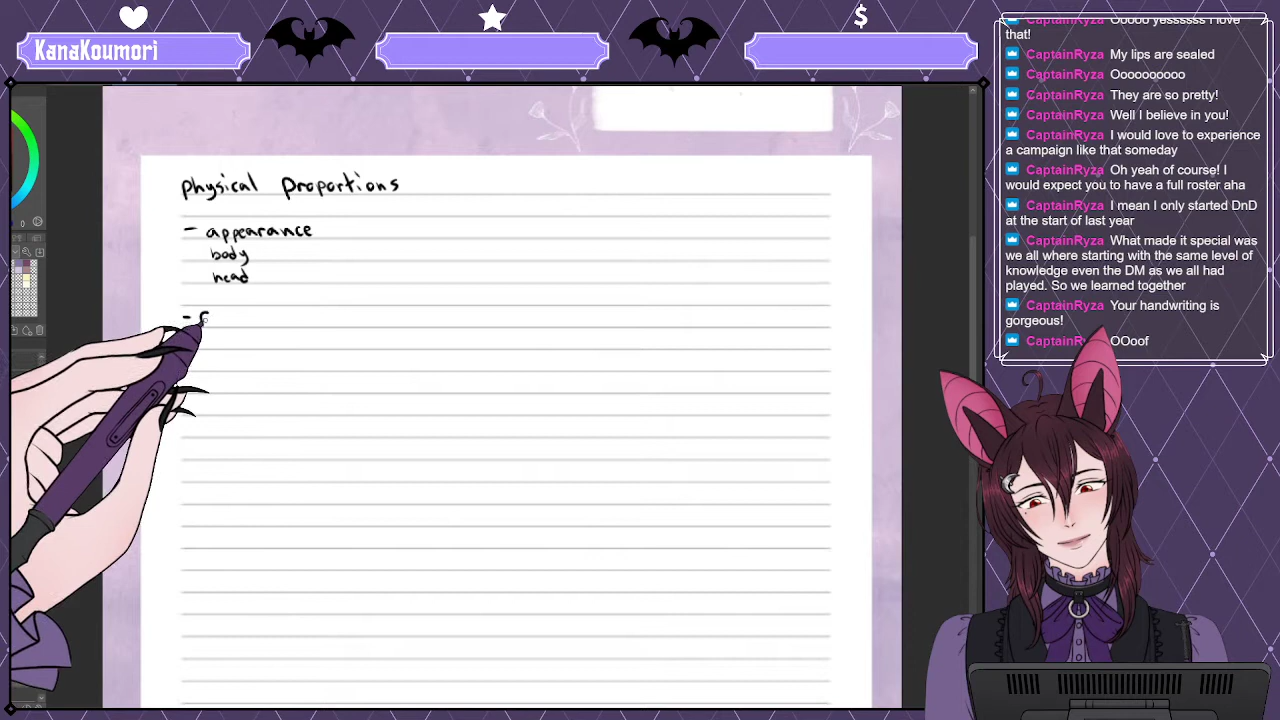 KanaKoumori
$
Physical Proportions
- appearance
body
head
-
Ooooo yessssss I love
that!
CaptainRyza My lips are sealed
CaptainRyza Ooooooooo
CaptainRyza They are so pretty!
CaptainRyza Well I believe in you!
CaptainRyza I would love to experience
a campaign like that someday
CaptainRyza Oh yeah of course! I
would expect you to have a full roster aha
CaptainRyza I mean I only started DnD
at the start of last year
CaptainRyza What made it special was
we all where starting with the same level of
knowledge even the DM as we all had
played. So we learned together
CaptainRyza Your handwriting is
gorgeous!
CaptainR OOoof